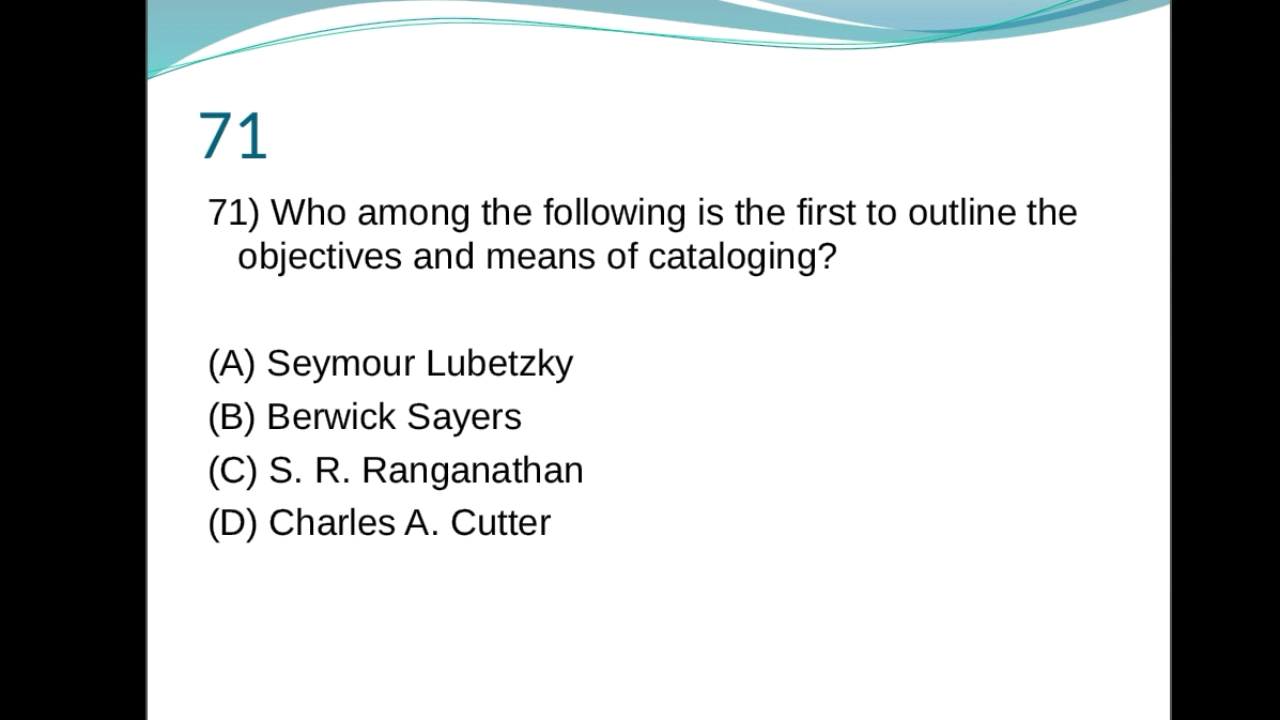 71
71) Who among the following is the first to outline the
objectives and means of cataloging?
(A) Seymour Lubetzky
(B) Berwick Sayers
(C) S. R. Ranganathan
(D) Charles A. Cutter